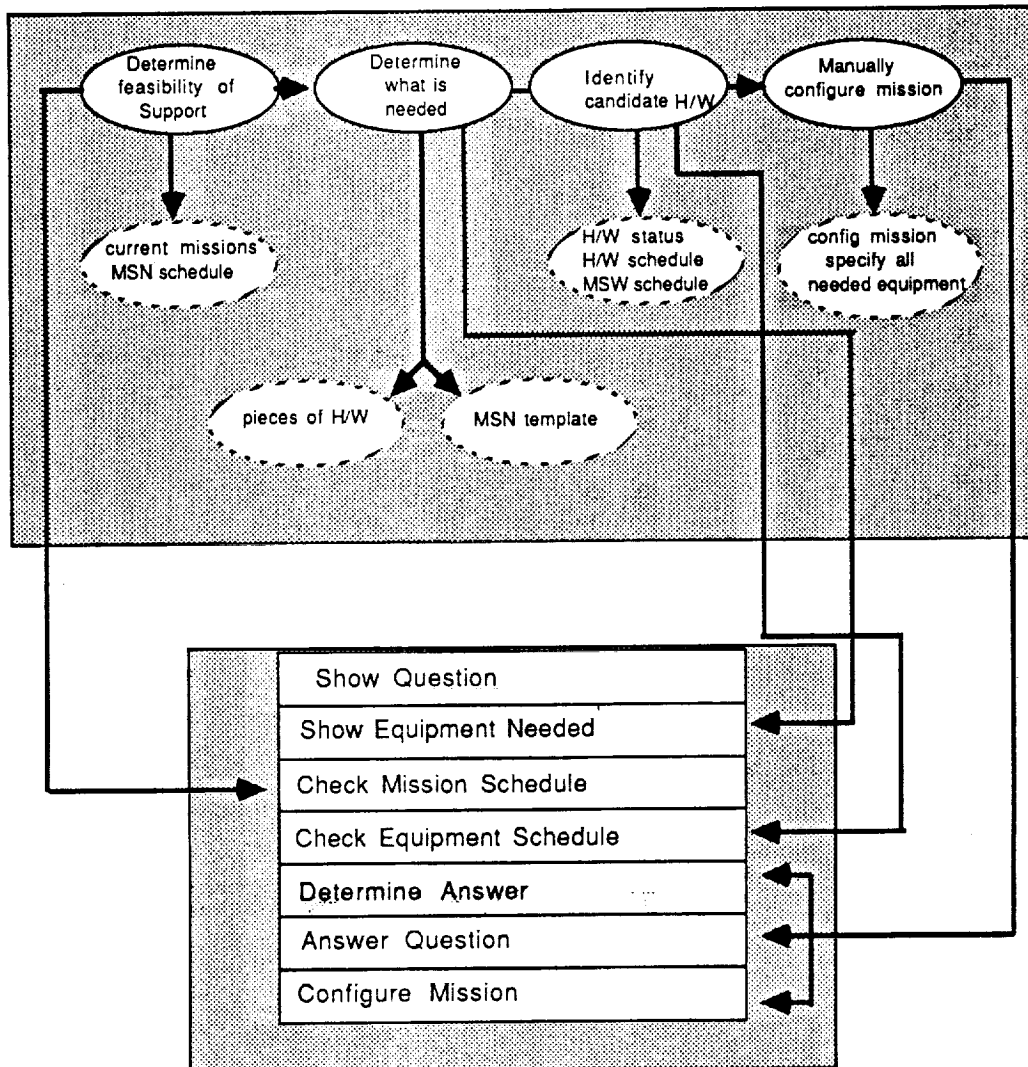 Determine
feasibility of
Support
Determine
what is
needed
Identify
candidate H/W
Manually
configure mission
current missions
MSN schedule
H/W status
H/W schedule
MSW schedule
config mission
specify all
needed equipment
pieces of H/W
MSN template
Show Question
Show Equipment Needed
Check Mission Schedule
Check Equipment Schedule
Determine Answer
Answer Question
Configure Mission